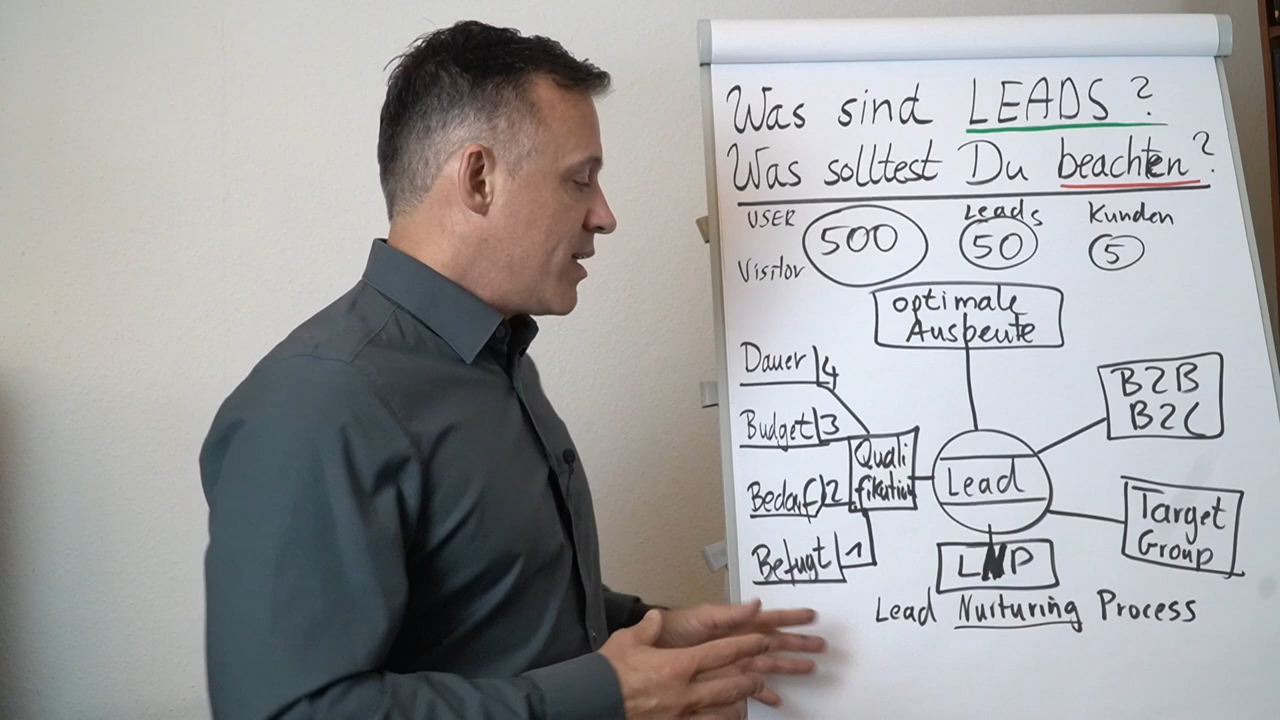 Was sind LEADS?
Was solltest Du beachten?
USER
Visitor
500
Leads
50
Kunden
5
optimale
Ausbeute
Dauer 4
Budget 3
Bedarf 2
Befugt 1
Quali
fikation
Lead
B2B
B2C
Target
Group
LNP
Lead Nurturing Process